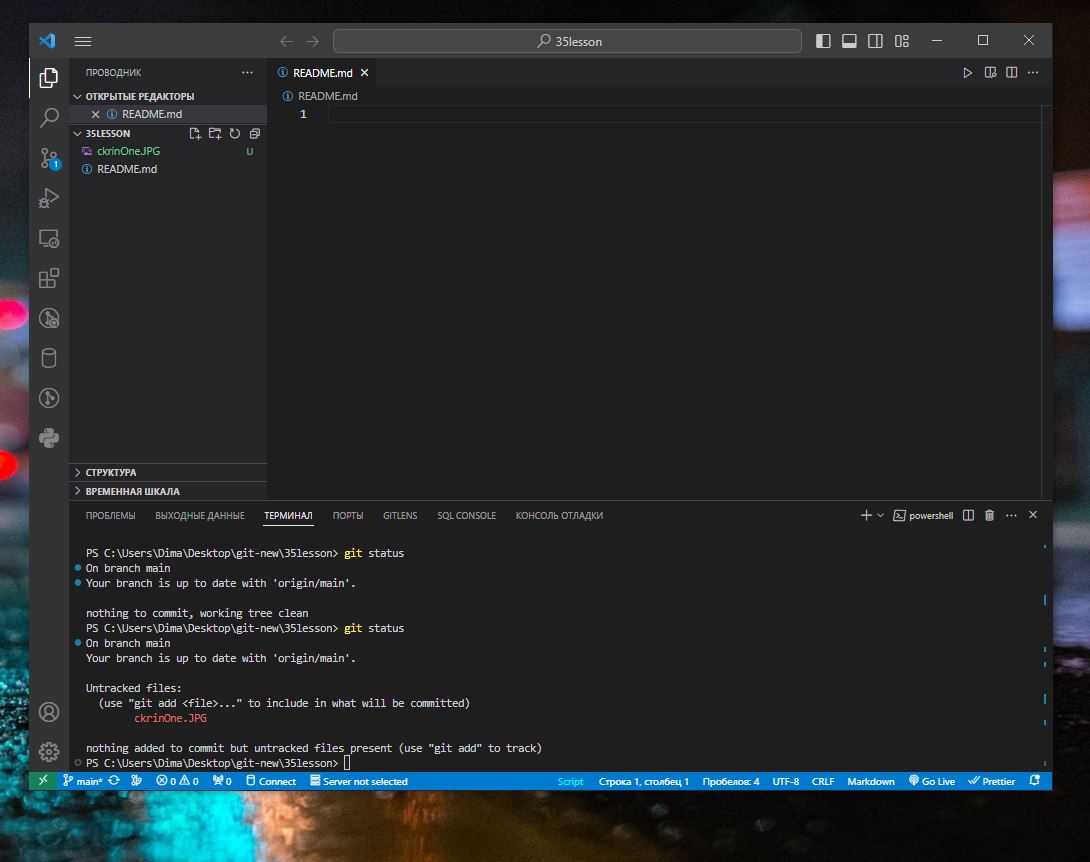 35lesson
ПРОВОДНИК
README.md
ОТКРЫТЫЕ РЕДАКТОРЫ
README.md
README.md
1
35LESSON
ckrinOne.JPG U
README.md
1
СТРУКТУРА
ВРЕМЕННАЯ ШКАЛА
ПРОБЛЕМЫ ВЫХОДНЫЕ ДАННЫЕ ТЕРМИНАЛ ПОРТЫ GITLENS SQL CONSOLE КОНСОЛЬ ОТЛАДКИ powershell
PS C:\Users\Dima\Desktop\git-new\35lesson> git status
On branch main
Your branch is up to date with 'origin/main'.
nothing to commit, working tree clean
PS C:\Users\Dima\Desktop\git-new\35lesson> git status
On branch main
Your branch is up to date with 'origin/main'.
Untracked files:
(use "git add <file>..." to include in what will be committed)
ckrinOne.JPG
nothing added to commit but untracked files present (use "git add" to track)
PS C:\Users\Dima\Desktop\git-new\35lesson>
main* 0 0 0 Connect Server not selected Script Строка 1, столбец 1 Пробелов: 4 UTF-8 CRLF Markdown Go Live Prettier